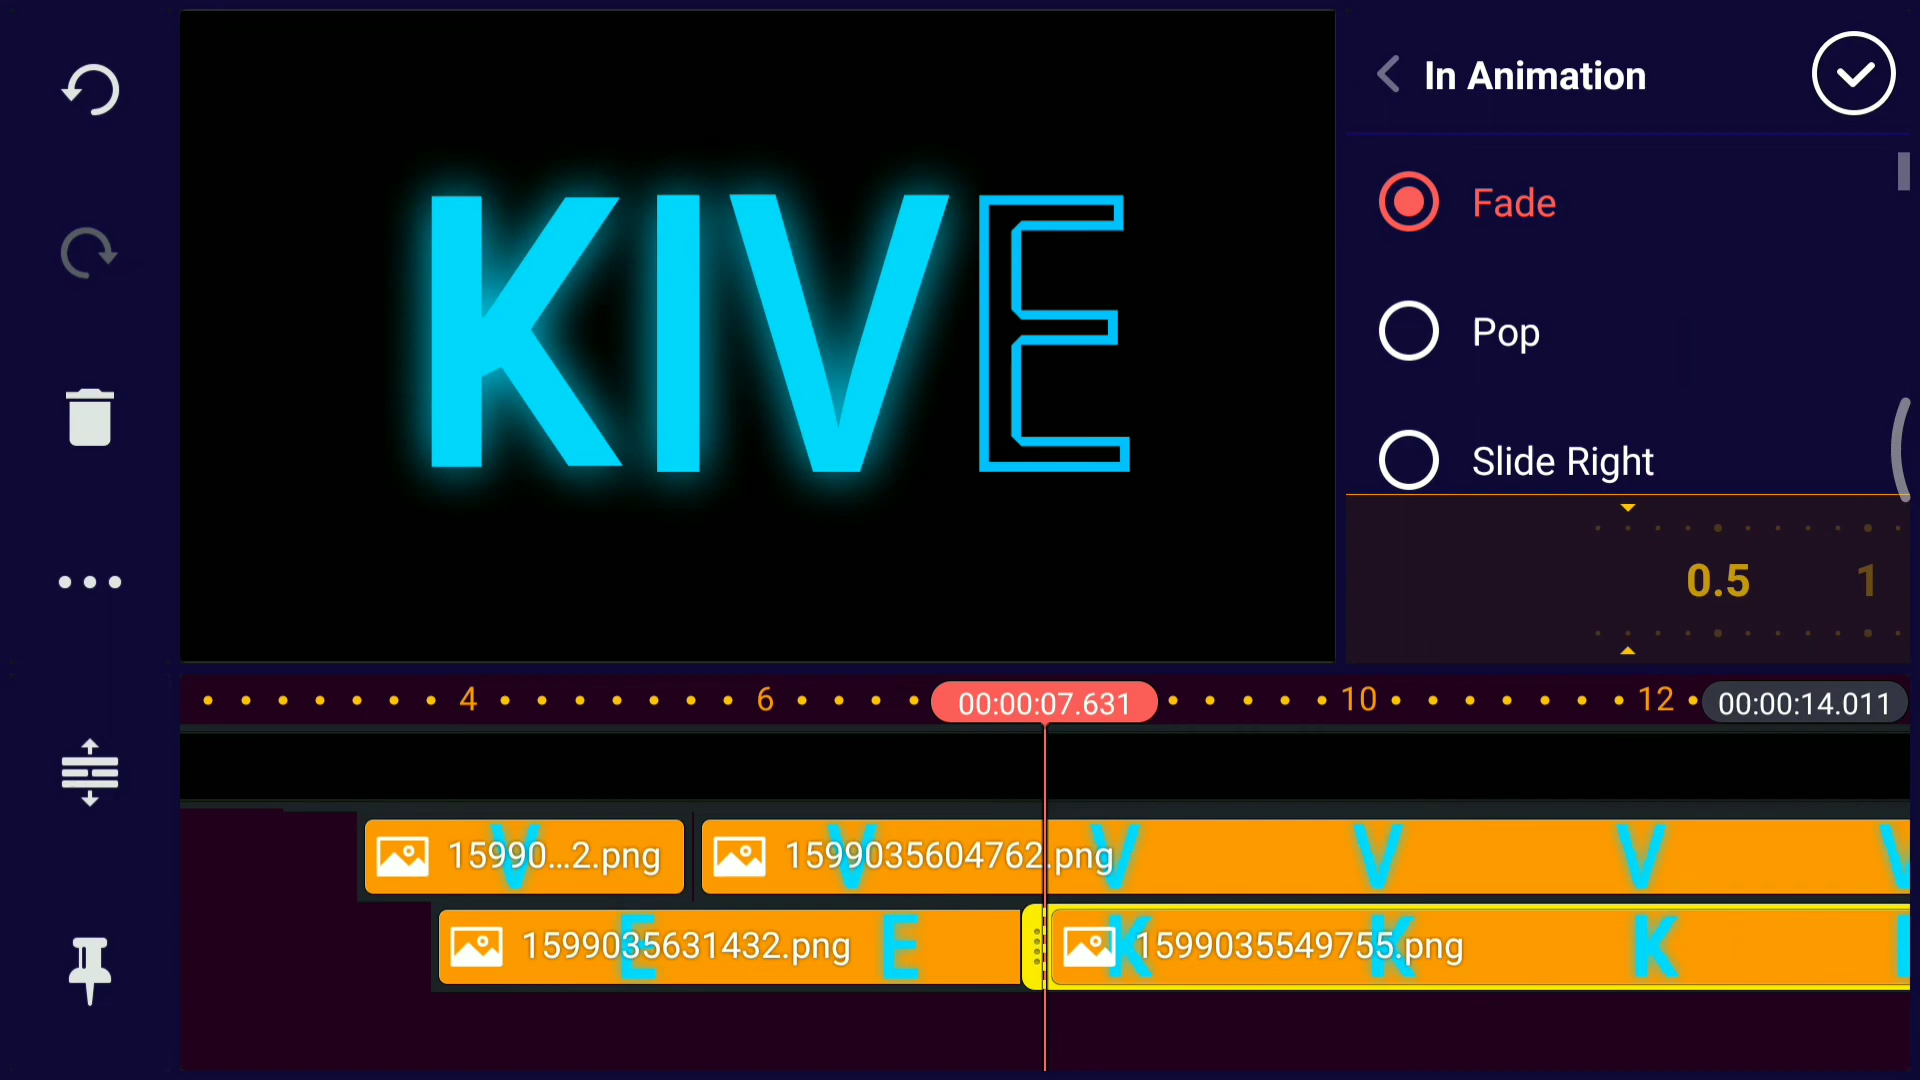 In Animation
KIVE
Fade
Pop
Slide Right
0.5 1
4 6 00:00:07.631 10 12 00:00:14.011
15990...2.png 1599035604762.png
V V V V V V
1599035631432.png 1599035549755.png
E E K K K